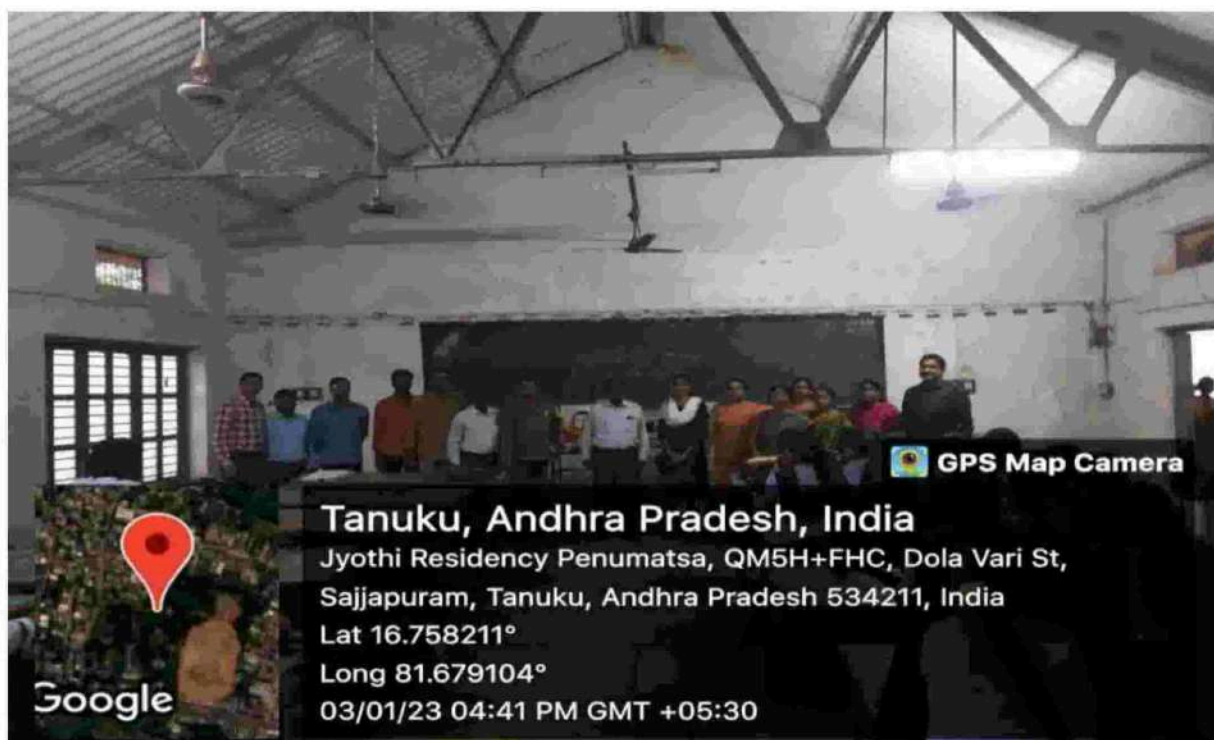 GPS Map Camera
Tanuku, Andhra Pradesh, India
Jyothi Residency Penumatsa, QM5H+FHC, Dola Vari St,
Sajjapuram, Tanuku, Andhra Pradesh 534211, India
Lat 16.758211°
Long 81.679104°
03/01/23 04:41 PM GMT +05:30
Google